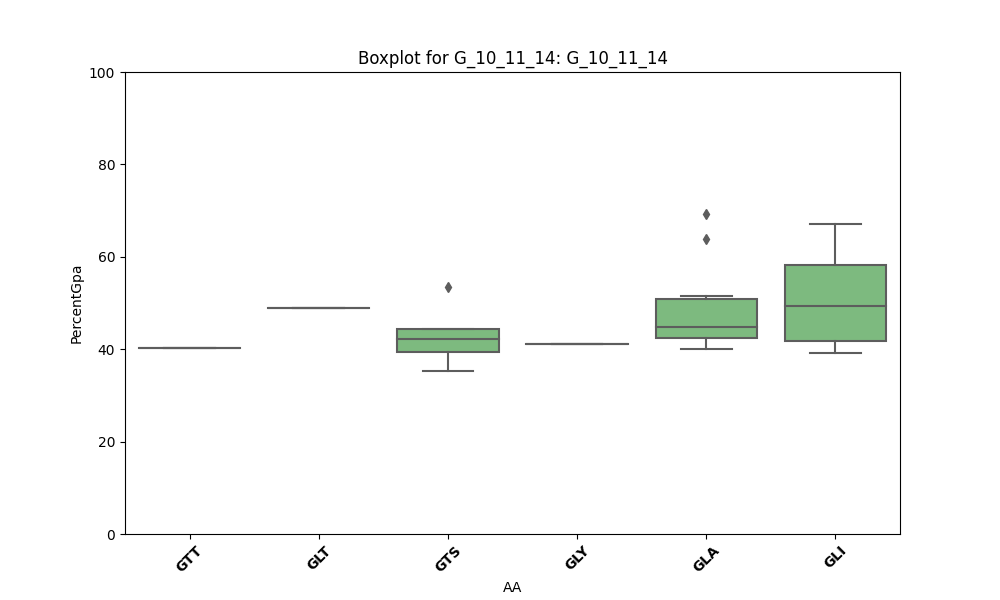 Boxplot for G_10_11_14: G_10_11_14
100
80
60
40
20
0
PercentGpa
GTT
GLT
GTS
GLY
GLA
GLI
AA